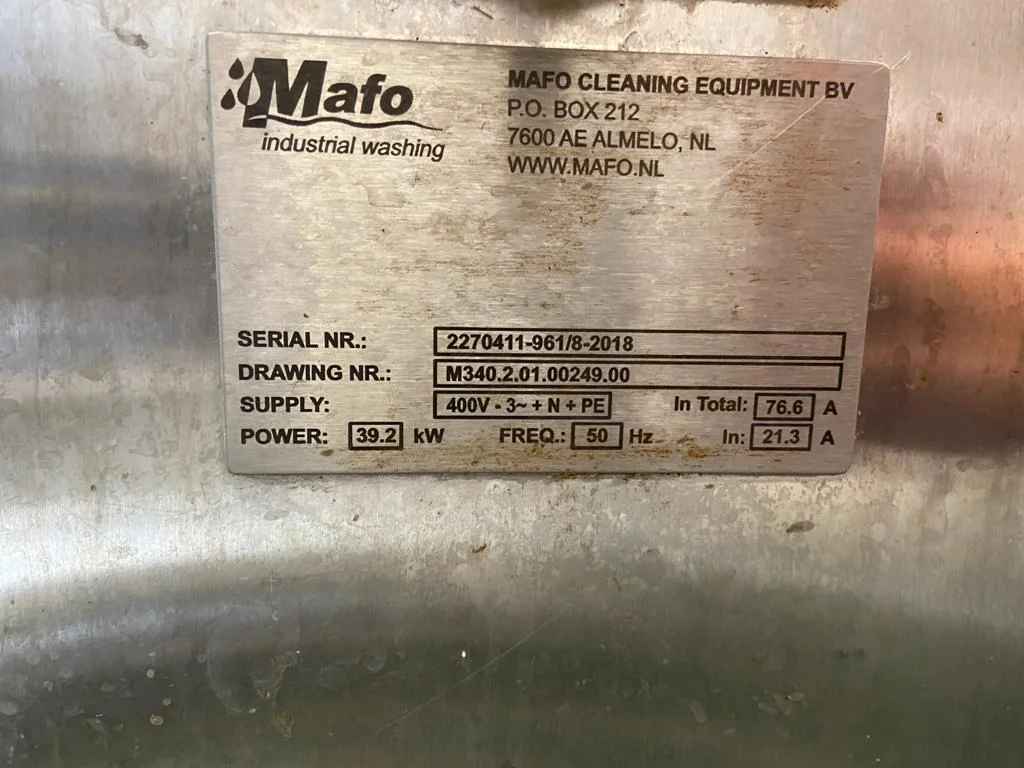 Mafo
industrial washing
MAFO CLEANING EQUIPMENT BV
P.O. BOX 212
7600 AE ALMELO, NL
WWW.MAFO.NL
SERIAL NR.: 2270411-961/8-2018
DRAWING NR.: M340.2.01.00249.00
SUPPLY: 400V - 3~ + N + PE In Total: 76.6 A
POWER: 39.2 kW FREQ.: 50 Hz In: 21.3 A